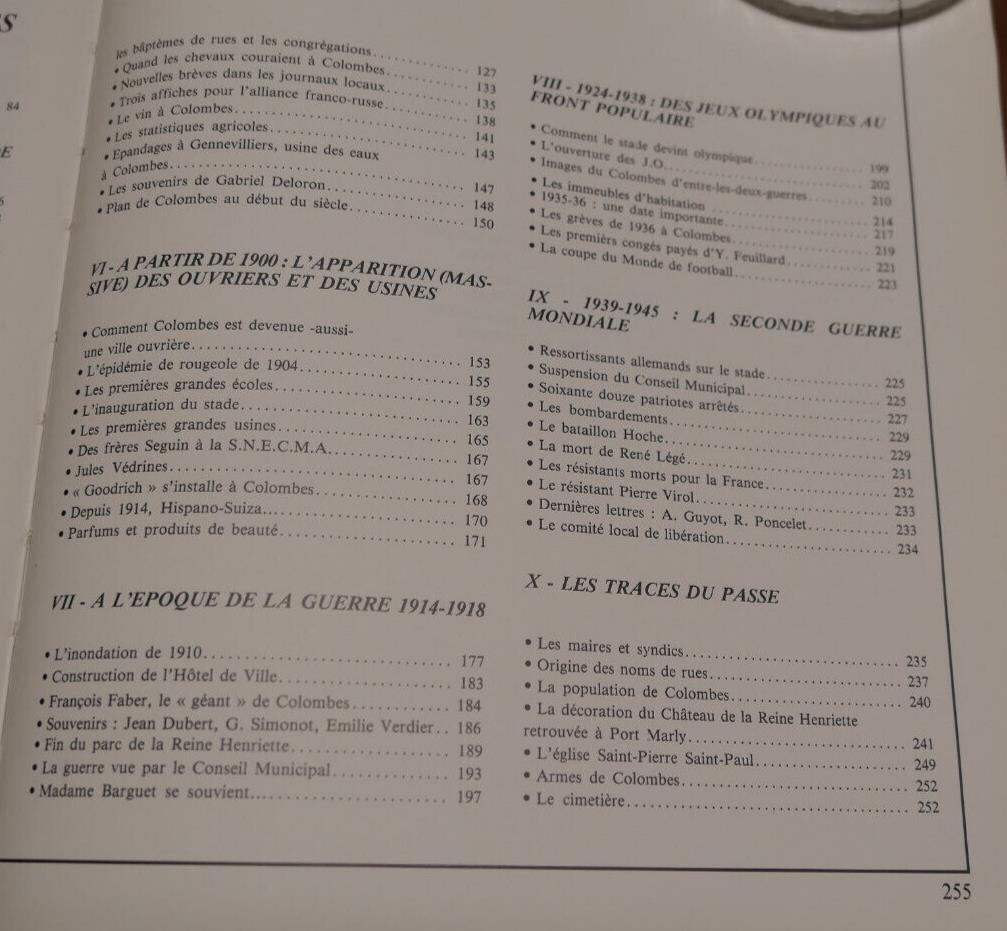 S
84
E
les bâptèmes de rues et les congrégations..................... 127
• Quand les chevaux couraient à Colombes............... 133
• Nouvelles brèves dans les journaux locaux............... 135
• Trois affiches pour l'alliance franco-russe............... 138
• Le vin à Colombes........................................ 141
• Les statistiques agricoles.................................. 143
• Epandages à Gennevilliers, usine des eaux
à Colombes.................................................. 147
• Les souvenirs de Gabriel Deloron......................... 148
• Plan de Colombes au début du siècle..................... 150
VI - A PARTIR DE 1900 : L'APPARITION (MAS-
SIVE) DES OUVRIERS ET DES USINES
• Comment Colombes est devenue -aussi-
une ville ouvrière........................................... 153
• L'épidémie de rougeole de 1904........................... 155
• Les premières grandes écoles.............................. 159
• L'inauguration du stade.................................... 163
• Les premières grandes usines.............................. 165
• Des frères Seguin à la S.N.E.C.M.A..................... 167
• Jules Védrines............................................... 167
• « Goodrich » s'installe à Colombes....................... 168
• Depuis 1914, Hispano-Suiza............................... 170
• Parfums et produits de beauté............................. 171
VII - A L'EPOQUE DE LA GUERRE 1914-1918
• L'inondation de 1910....................................... 177
• Construction de l'Hôtel de Ville........................... 183
• François Faber, le « géant » de Colombes............... 184
• Souvenirs : Jean Dubert, G. Simonot, Emilie Verdier.. 186
• Fin du parc de la Reine Henriette......................... 189
• La guerre vue par le Conseil Municipal.................. 193
• Madame Barguet se souvient............................... 197
VIII - 1924-1938 : DES JEUX OLYMPIQUES AU
FRONT POPULAIRE
• Comment le stade devint olympique..................... 199
• L'ouverture des J.O........................................ 202
• Images du Colombes d'entre-les-deux-guerres......... 210
• Les immeubles d'habitation ............................... 214
• 1935-36 : une date importante............................ 217
• Les grèves de 1936 à Colombes........................... 219
• Les premièrs congés payés d'Y. Feuillard............... 221
• La coupe du Monde de football........................... 223
IX - 1939-1945 : LA SECONDE GUERRE
MONDIALE
• Ressortissants allemands sur le stade..................... 225
• Suspension du Conseil Municipal......................... 225
• Soixante douze patriotes arrêtés........................... 227
• Les bombardements......................................... 229
• Le bataillon Hoche.......................................... 229
• La mort de René Légé...................................... 231
• Les résistants morts pour la France....................... 232
• Le résistant Pierre Virol.................................... 233
• Dernières lettres : A. Guyot, R. Poncelet............... 233
• Le comité local de libération............................... 234
X - LES TRACES DU PASSE
• Les maires et syndics........................................ 235
• Origine des noms de rues................................... 237
• La population de Colombes............................... 240
• La décoration du Château de la Reine Henriette
retrouvée à Port Marly...................................... 241
• L'église Saint-Pierre Saint-Paul............................ 249
• Armes de Colombes......................................... 252
• Le cimetière................................................... 252
255